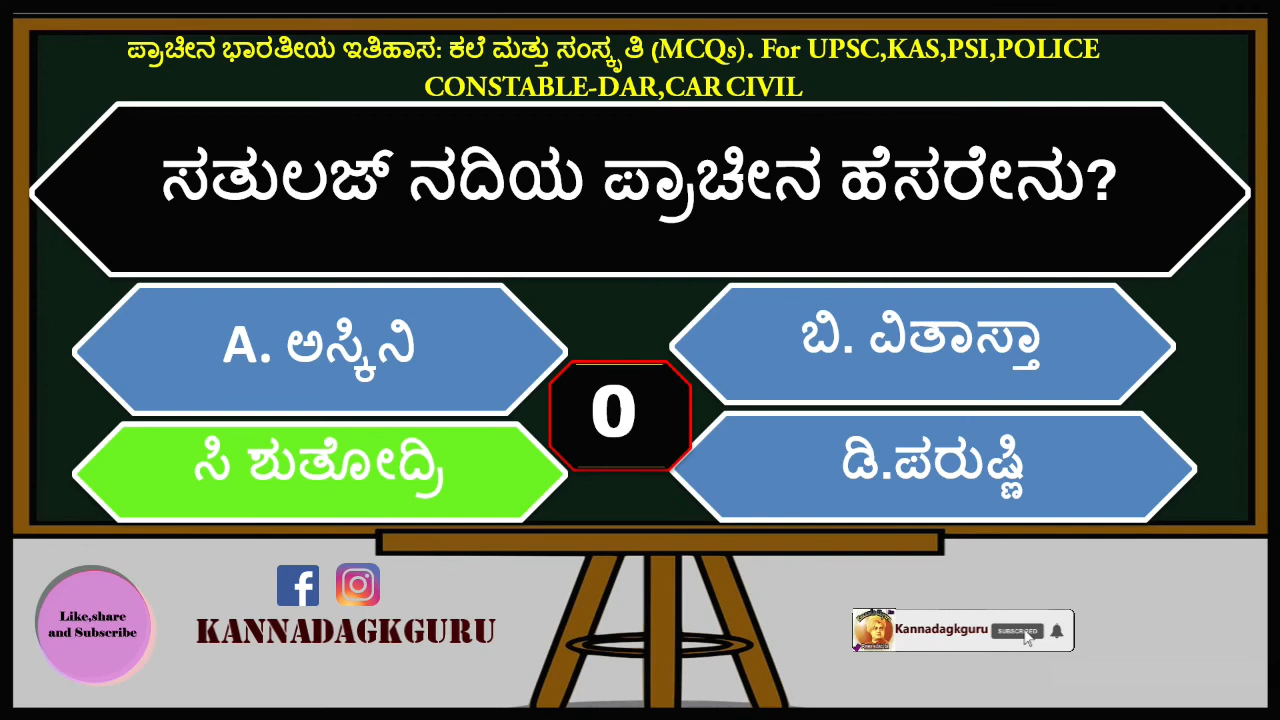 ಪ್ರಾಚೀನ ಭಾರತೀಯ ಇತಿಹಾಸ: ಕಲೆ ಮತ್ತು ಸಂಸ್ಕೃತಿ (MCQs). For UPSC,KAS,PSI,POLICE
CONSTABLE-DAR,CAR CIVIL
ಸತುಲಜ್ ನದಿಯ ಪ್ರಾಚೀನ ಹೆಸರೇನು?
A. ಅಸ್ಕಿನಿ
ಬಿ. ವಿತಾಸ್ತಾ
0
ಸಿ ಶುತೋದ್ರಿ
ಡಿ.ಪರುಷ್ಣಿ
Like,share
and Subscribe
KANNADAGKGURU
Kannadagkguru
SUBSCRIBED